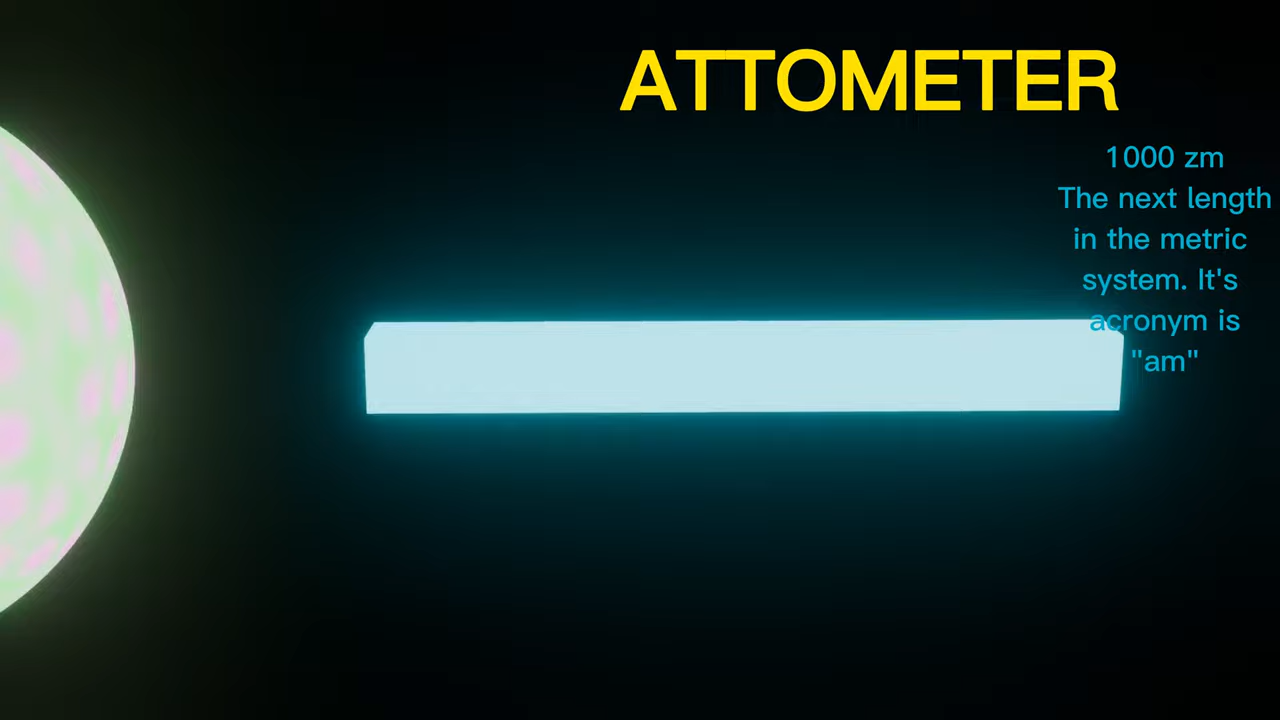 ATTOMETER
1000 zm
The next length
in the metric
system. It's
acronym is
"am"